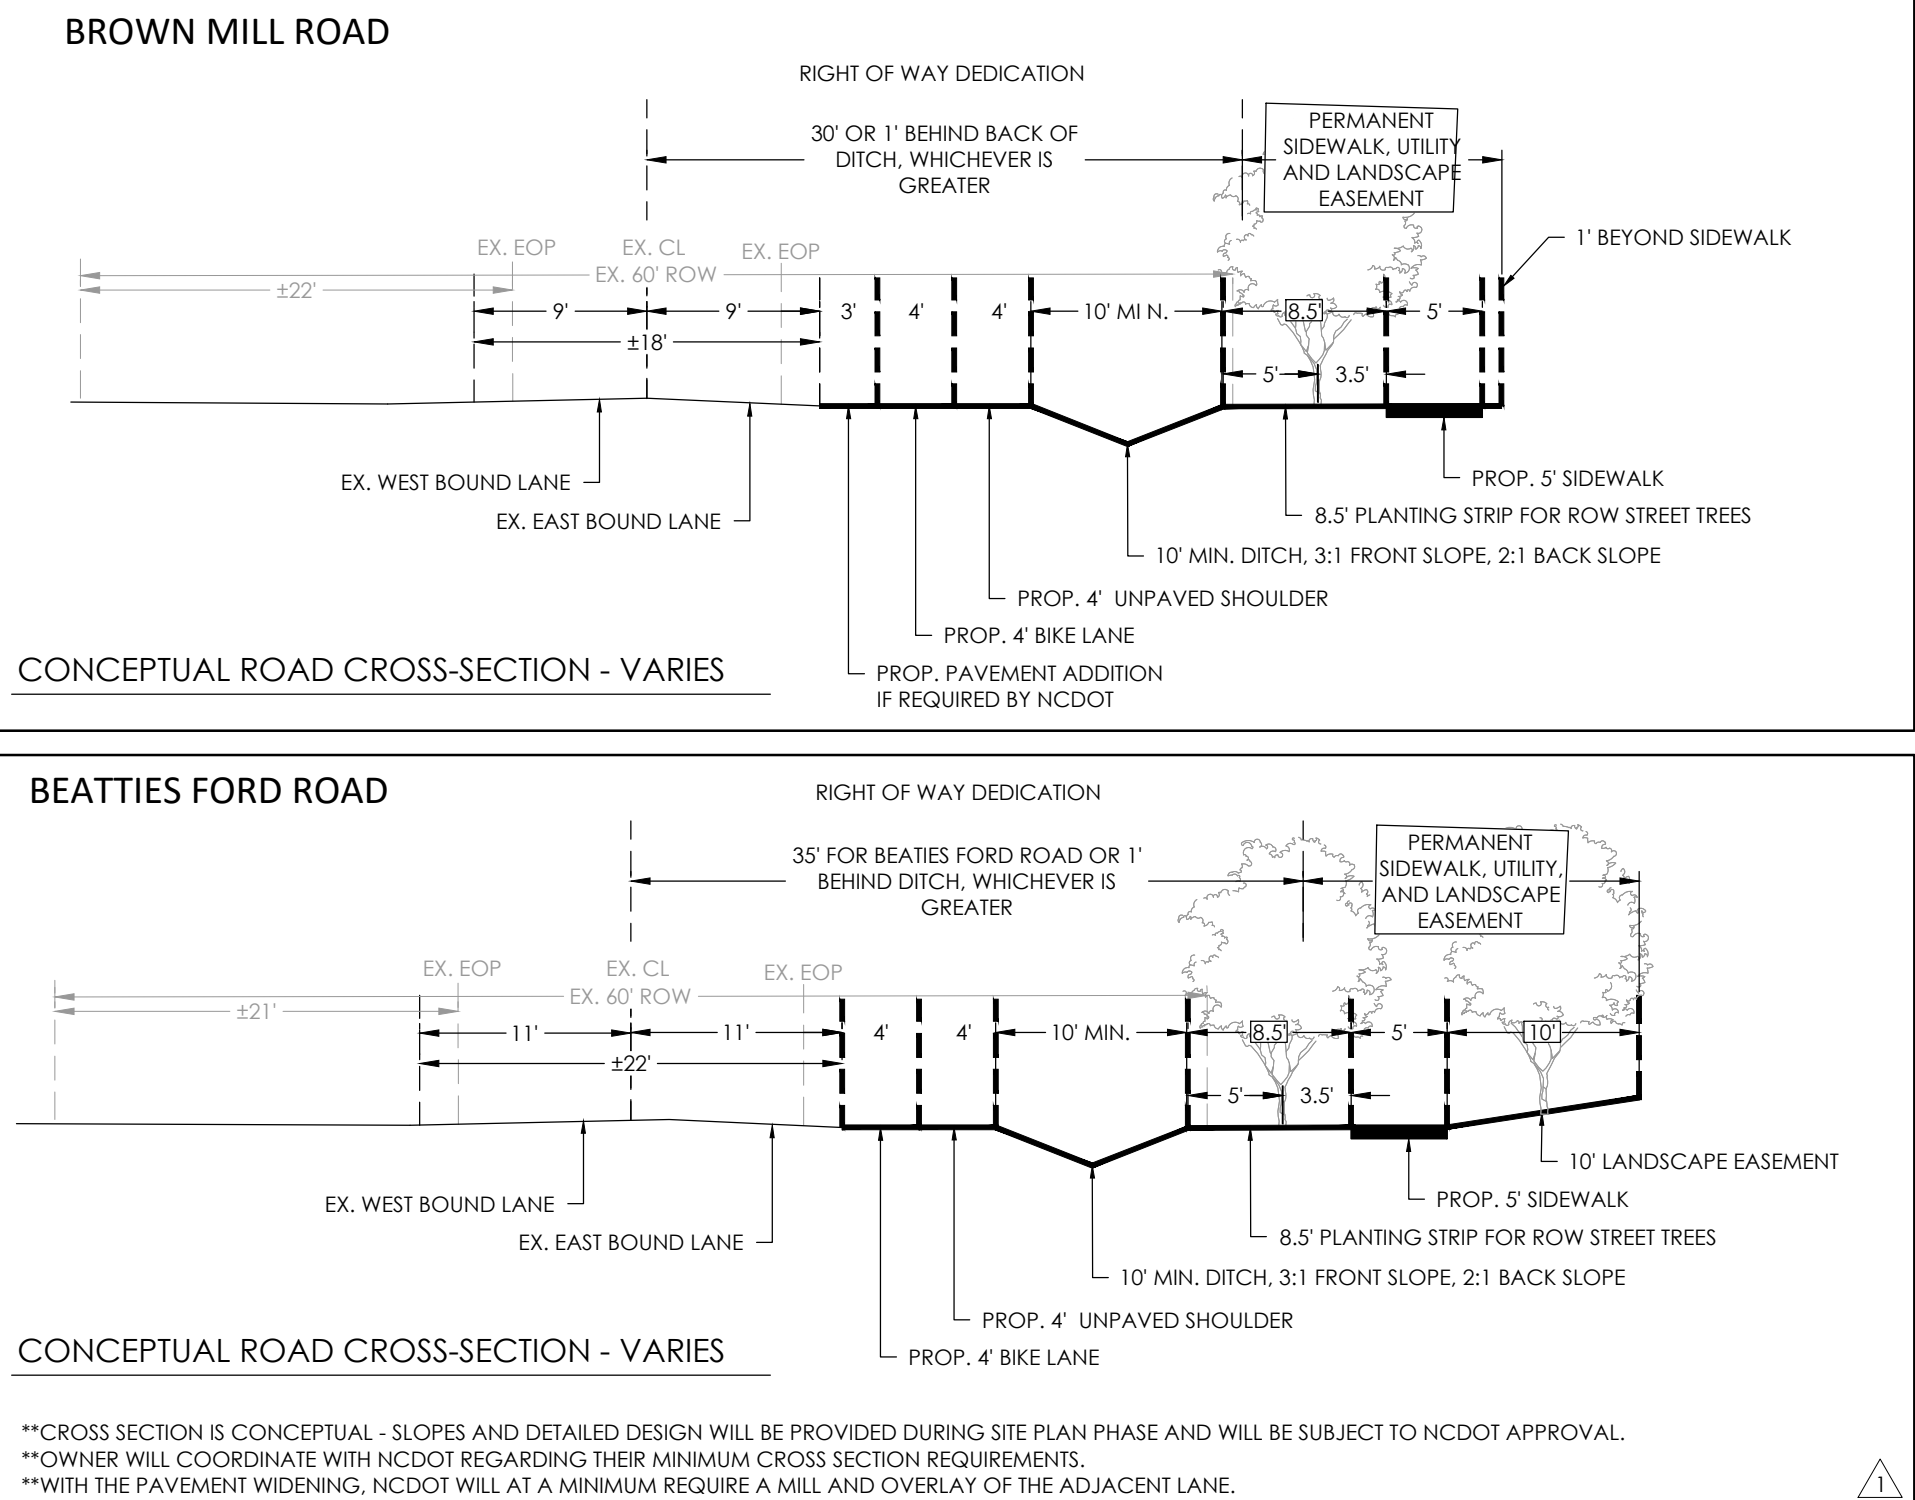 BROWN MILL ROAD
RIGHT OF WAY DEDICATION
30' OR 1' BEHIND BACK OF
DITCH, WHICHEVER IS
GREATER
PERMANENT
SIDEWALK, UTILITY
AND LANDSCAPE
EASEMENT
1' BEYOND SIDEWALK
EX. EOP
EX. CL
EX. EOP
EX. 60' ROW
±22'
9'
9'
3'
4'
4'
10' MI N.
8.5'
5'
±18'
5'
3.5'
EX. WEST BOUND LANE
EX. EAST BOUND LANE
PROP. 5' SIDEWALK
8.5' PLANTING STRIP FOR ROW STREET TREES
10' MIN. DITCH, 3:1 FRONT SLOPE, 2:1 BACK SLOPE
PROP. 4' UNPAVED SHOULDER
PROP. 4' BIKE LANE
PROP. PAVEMENT ADDITION
IF REQUIRED BY NCDOT
CONCEPTUAL ROAD CROSS-SECTION - VARIES
BEATTIES FORD ROAD
RIGHT OF WAY DEDICATION
35' FOR BEATIES FORD ROAD OR 1'
BEHIND DITCH, WHICHEVER IS
GREATER
PERMANENT
SIDEWALK, UTILITY,
AND LANDSCAPE
EASEMENT
EX. EOP
EX. CL
EX. EOP
EX. 60' ROW
±21'
11'
11'
4'
4'
10' MIN.
8.5'
5'
10'
±22'
5'
3.5'
10' LANDSCAPE EASEMENT
EX. WEST BOUND LANE
PROP. 5' SIDEWALK
EX. EAST BOUND LANE
8.5' PLANTING STRIP FOR ROW STREET TREES
10' MIN. DITCH, 3:1 FRONT SLOPE, 2:1 BACK SLOPE
PROP. 4' UNPAVED SHOULDER
PROP. 4' BIKE LANE
CONCEPTUAL ROAD CROSS-SECTION - VARIES
**CROSS SECTION IS CONCEPTUAL - SLOPES AND DETAILED DESIGN WILL BE PROVIDED DURING SITE PLAN PHASE AND WILL BE SUBJECT TO NCDOT APPROVAL.
**OWNER WILL COORDINATE WITH NCDOT REGARDING THEIR MINIMUM CROSS SECTION REQUIREMENTS.
**WITH THE PAVEMENT WIDENING, NCDOT WILL AT A MINIMUM REQUIRE A MILL AND OVERLAY OF THE ADJACENT LANE.
1